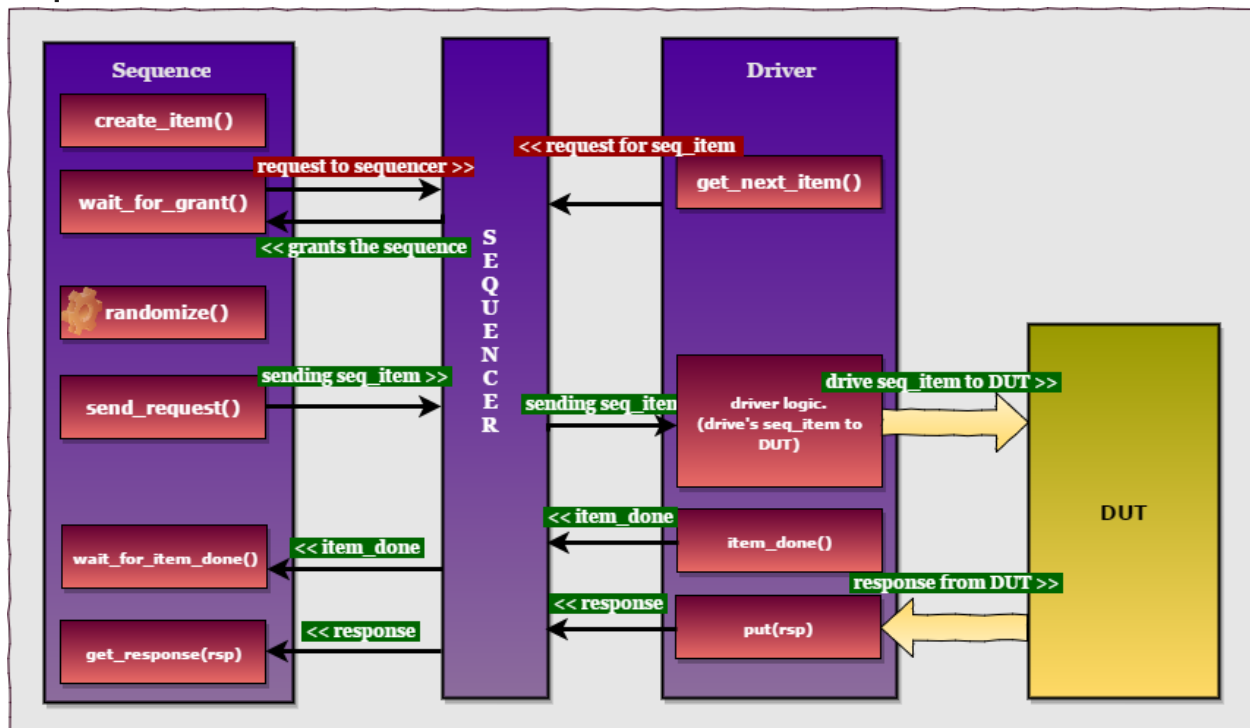 Sequence
create_item()
request to sequencer >>
wait_for_grant()
<< grants the sequence
randomize()
sending seq_item >>
send_request()
<< item_done
wait_for_item_done()
<< response
get_response(rsp)
S
E
Q
U
E
N
C
E
R
Driver
<< request for seq_item
get_next_item()
sending seq_item
driver logic.
(drive's seq_item to
DUT)
drive seq_item to DUT >>
<< item_done
item_done()
response from DUT >>
<< response
put(rsp)
DUT